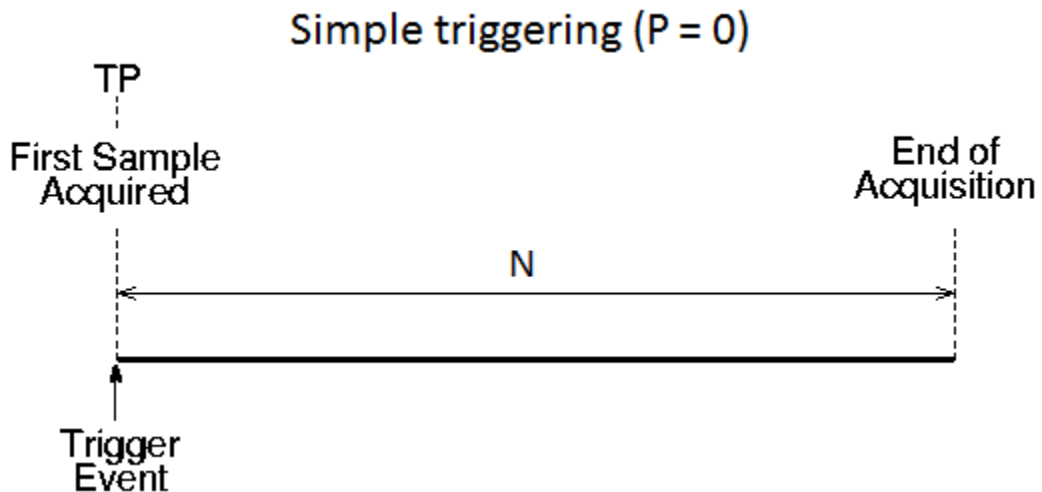 Simple triggering (P = 0)
TP
First Sample
Acquired
End of
Acquisition
N
Trigger
Event